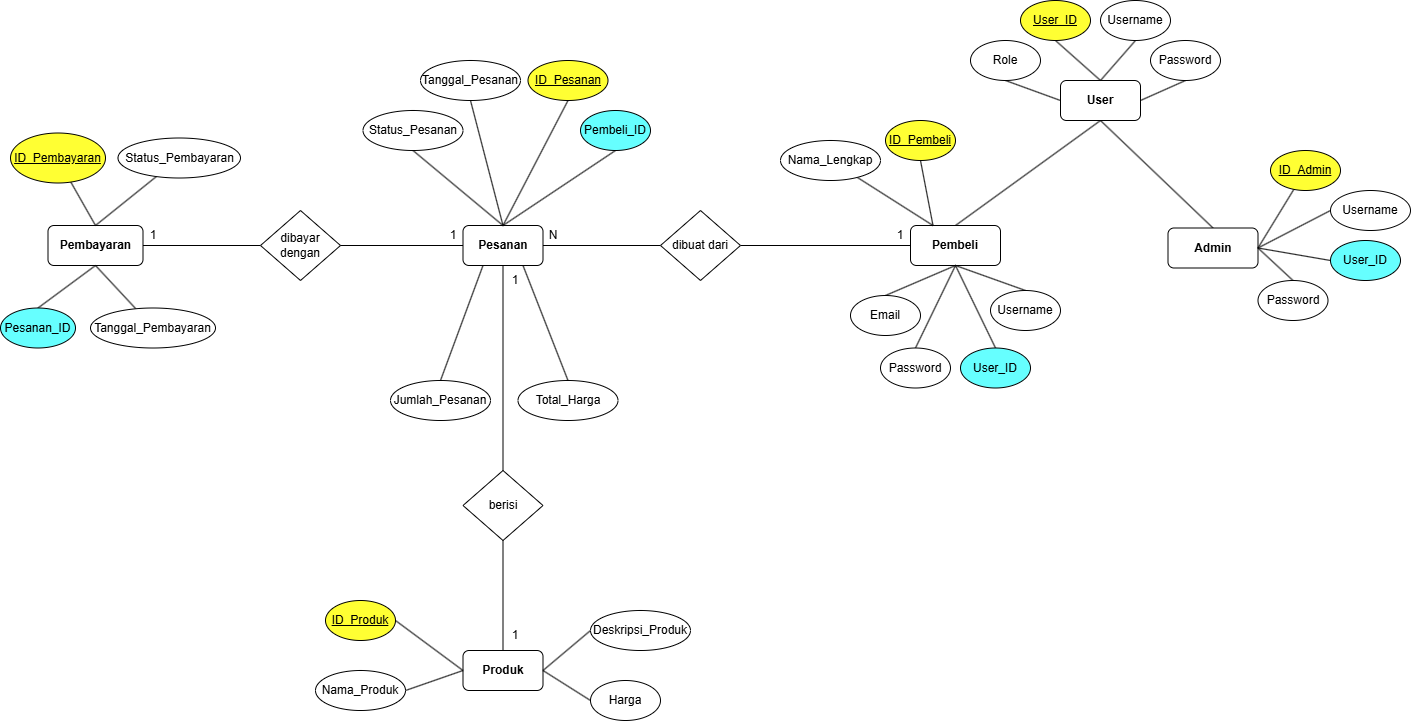 User_ID
Username
Role
Password
User
Tanggal_Pesanan
ID_Pesanan
Status_Pesanan
Pembeli_ID
ID_Pembeli
Nama_Lengkap
ID_Pembayaran
Status_Pembayaran
ID_Admin
Username
Admin
User_ID
Password
Pembayaran
1
dibayar
dengan
1
Pesanan
N
dibuat dari
1
Pembeli
1
Pesanan_ID
Tanggal_Pembayaran
Email
Username
Password
User_ID
Jumlah_Pesanan
Total_Harga
berisi
1
ID_Produk
Deskripsi_Produk
Produk
Nama_Produk
Harga